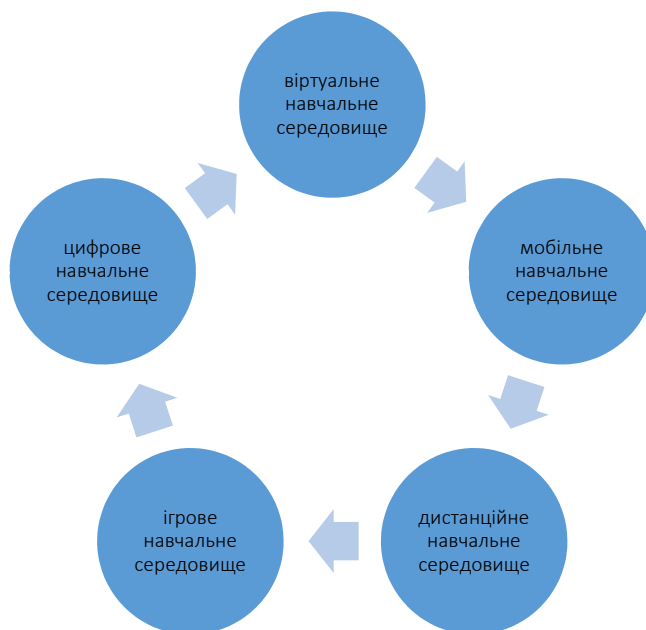 віртуальне
навчальне
середовище
мобільне
навчальне
середовище
дистанційне
навчальне
середовище
ігрове
навчальне
середовище
цифрове
навчальне
середовище